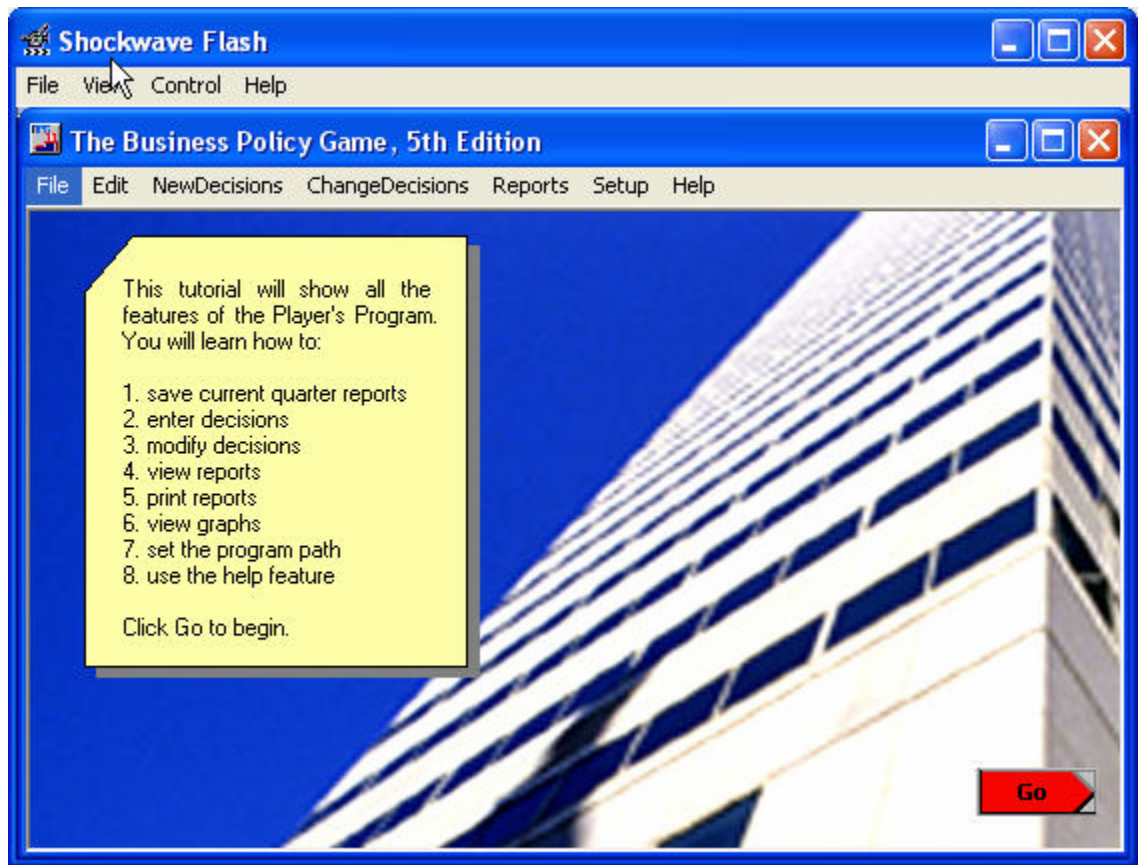 Shockwave Flash
File View Control Help
The Business Policy Game, 5th Edition
File Edit NewDecisions ChangeDecisions Reports Setup Help
This tutorial will show all the
features of the Player's Program.
You will learn how to:
1. save current quarter reports
2. enter decisions
3. modify decisions
4. view reports
5. print reports
6. view graphs
7. set the program path
8. use the help feature
Click Go to begin.
Go